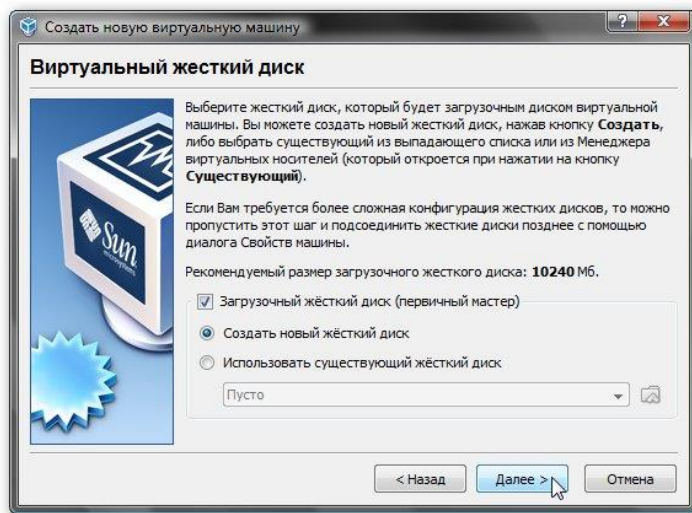 Создать новую виртуальную машину
Виртуальный жесткий диск
Выберите жесткий диск, который будет загрузочным диском виртуальной
машины. Вы можете создать новый жесткий диск, нажав кнопку Создать,
либо выбрать существующий из выпадающего списка или из Менеджера
виртуальных носителей (который откроется при нажатии на кнопку
Существующий).
Если Вам требуется более сложная конфигурация жестких дисков, то можно
пропустить этот шаг и подсоединить жесткие диски позднее с помощью
диалога Свойств машины.
Рекомендуемый размер загрузочного жесткого диска: 10240 Мб.
Загрузочный жёсткий диск (первичный мастер)
Создать новый жёсткий диск
Использовать существующий жёсткий диск
Пусто
Sun
microsystems
< Назад
Далее >
Отмена